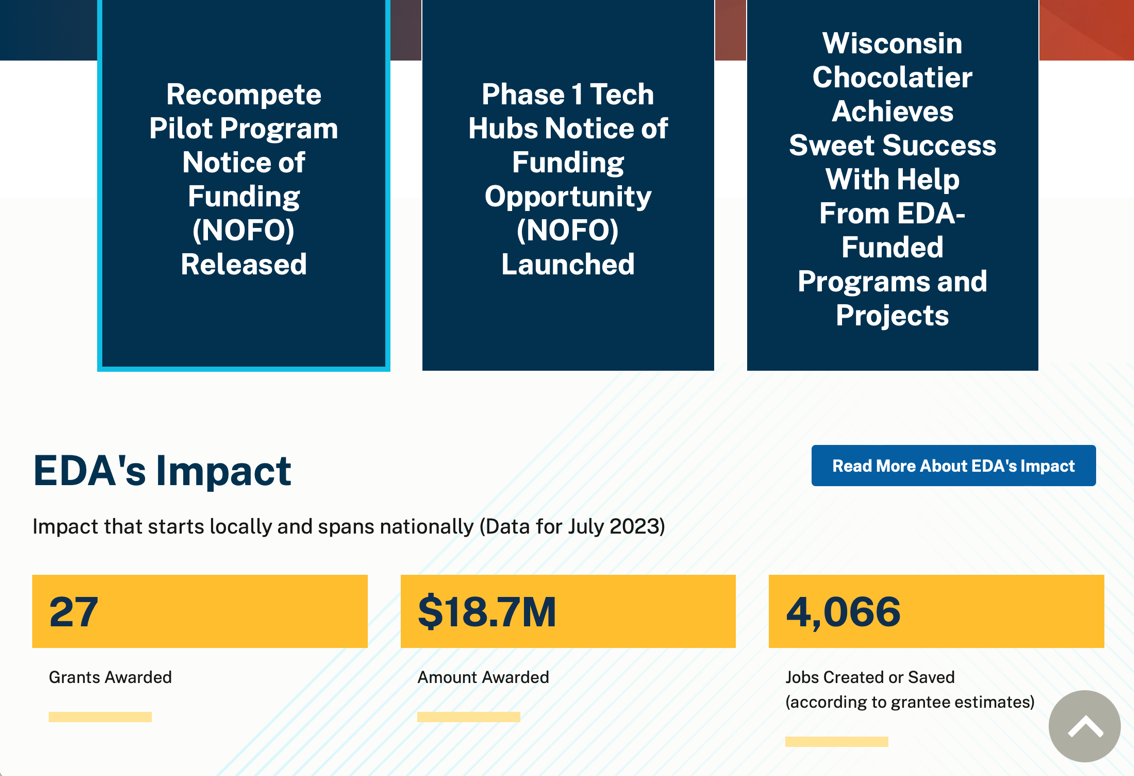 Recompete
Pilot Program
Notice of
Funding
(NOFO)
Released
Phase 1 Tech
Hubs Notice of
Funding
Opportunity
(NOFO)
Launched
Wisconsin
Chocolatier
Achieves
Sweet Success
With Help
From EDA-
Funded
Programs and
Projects
EDA's Impact
Read More About EDA's Impact
Impact that starts locally and spans nationally (Data for July 2023)
27
Grants Awarded
$18.7M
Amount Awarded
4,066
Jobs Created or Saved
(according to grantee estimates)